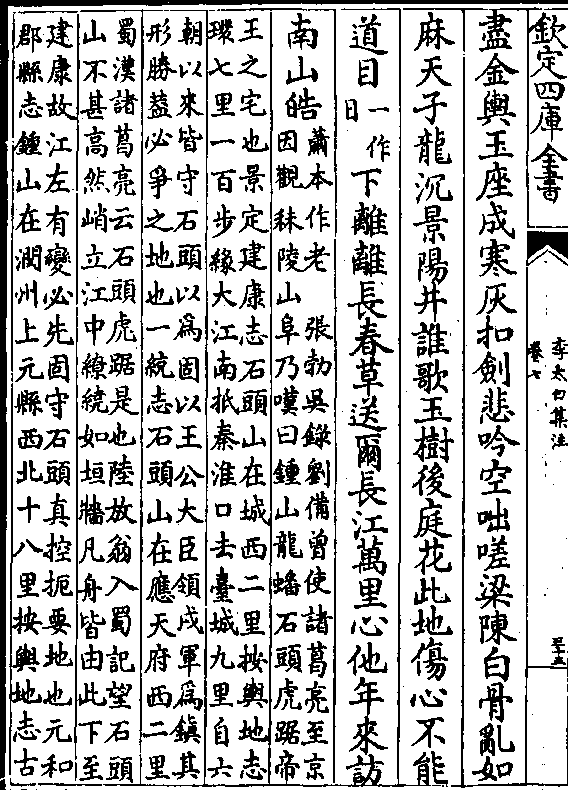 欽定四庫全書
李太白集注
卷七
三十五
盡金輿玉座成寒灰扣劍悲吟空咄嗟梁陳白骨亂如
麻天子龍沉景陽井誰歌玉樹後庭花此地傷心不能
道目一作日下離離長春草送爾長江萬里心他年來訪
南山皓蕭本作老 張勃吳錄劉備曾使諸葛亮至京
因觀秣陵山阜乃嘆曰鍾山龍蟠石頭虎踞帝
王之宅也景定建康志石頭山在城西二里按輿地志
環七里一百步緣大江南抵秦淮口去臺城九里自六
朝以來皆守石頭以爲固以王公大臣領戍軍爲鎮其
形勝葢必爭之地也一統志石頭山在應天府西二里
蜀漢諸葛亮云石頭虎踞是也陸放翁入蜀記望石頭
山不甚高然峭立江中繚繞如垣牆凡舟皆由此下至
建康故江左有變必先固守石頭真控扼要地也元和
郡縣志鍾山在潤州上元縣西北十八里按輿地志古